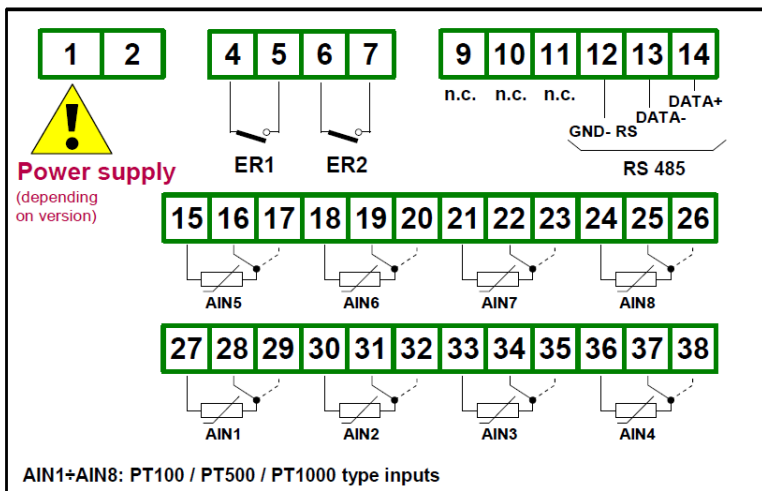 1 2 4 5 6 7 9 10 11 12 13 14
n.c. n.c. n.c.
DATA+
DATA-
GND- RS
ER1 ER2
RS 485
Power supply
(depending
on version)
15 16 17 18 19 20 21 22 23 24 25 26
AIN5 AIN6 AIN7 AIN8
27 28 29 30 31 32 33 34 35 36 37 38
AIN1 AIN2 AIN3 AIN4
AIN1÷AIN8: PT100 / PT500 / PT1000 type inputs